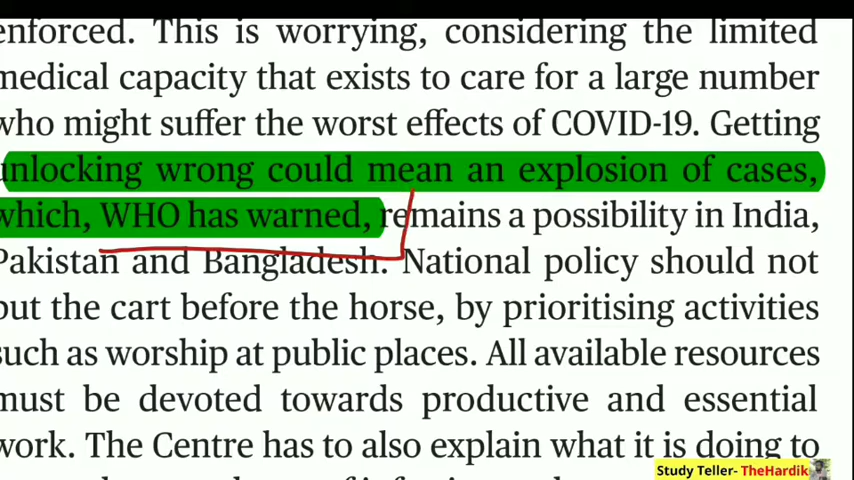 enforced. This is worrying, considering the limited
medical capacity that exists to care for a large number
who might suffer the worst effects of COVID-19. Getting
unlocking wrong could mean an explosion of cases,
which, WHO has warned, remains a possibility in India,
Pakistan and Bangladesh. National policy should not
put the cart before the horse, by prioritising activities
such as worship at public places. All available resources
must be devoted towards productive and essential
work. The Centre has to also explain what it is doing to
Study Teller- TheHardik